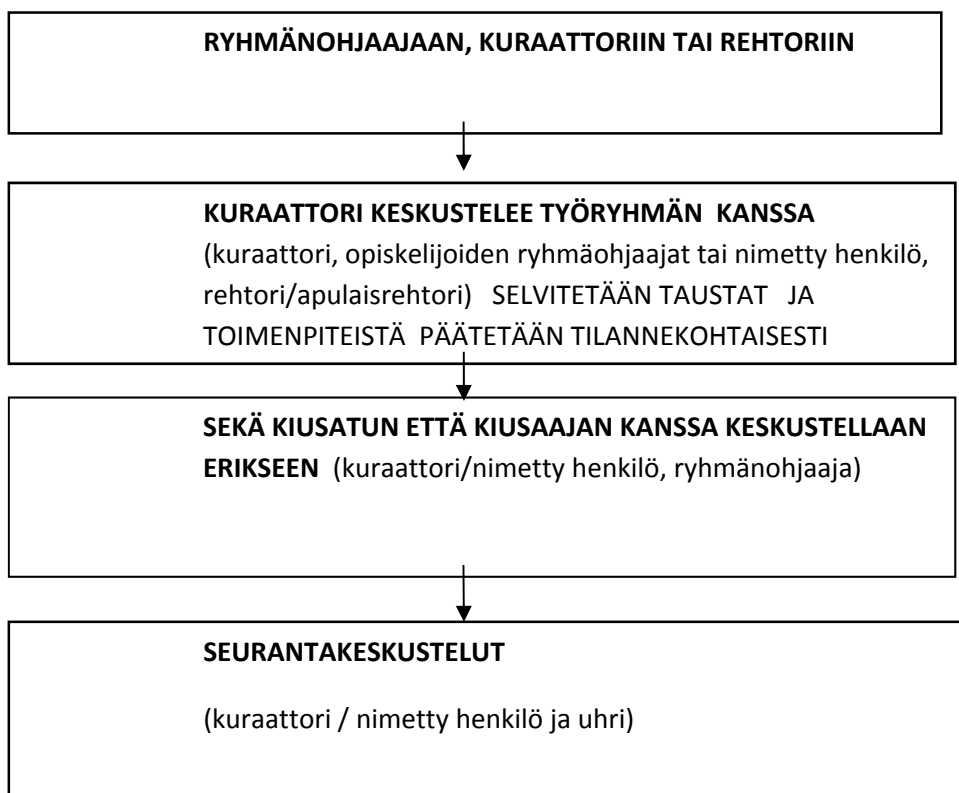 RYHMÄNOHJAAJAAN, KURAATTORIIN TAI REHTORIIN
KURAATTORI KESKUSTELEE TYÖRYHMÄN KANSSA
(kuraattori, opiskelijoiden ryhmäohjaajat tai nimetty henkilö,
rehtori/apulaisrehtori) SELVITETÄÄN TAUSTAT JA
TOIMENPITEISTÄ PÄÄTETÄÄN TILANNEKOHTAISESTI
SEKÄ KIUSATUN ETTÄ KIUSAAJAN KANSSA KESKUSTELLAAN
ERIKSEEN (kuraattori/nimetty henkilö, ryhmänohjaaja)
SEURANTAKESKUSTELUT
(kuraattori / nimetty henkilö ja uhri)